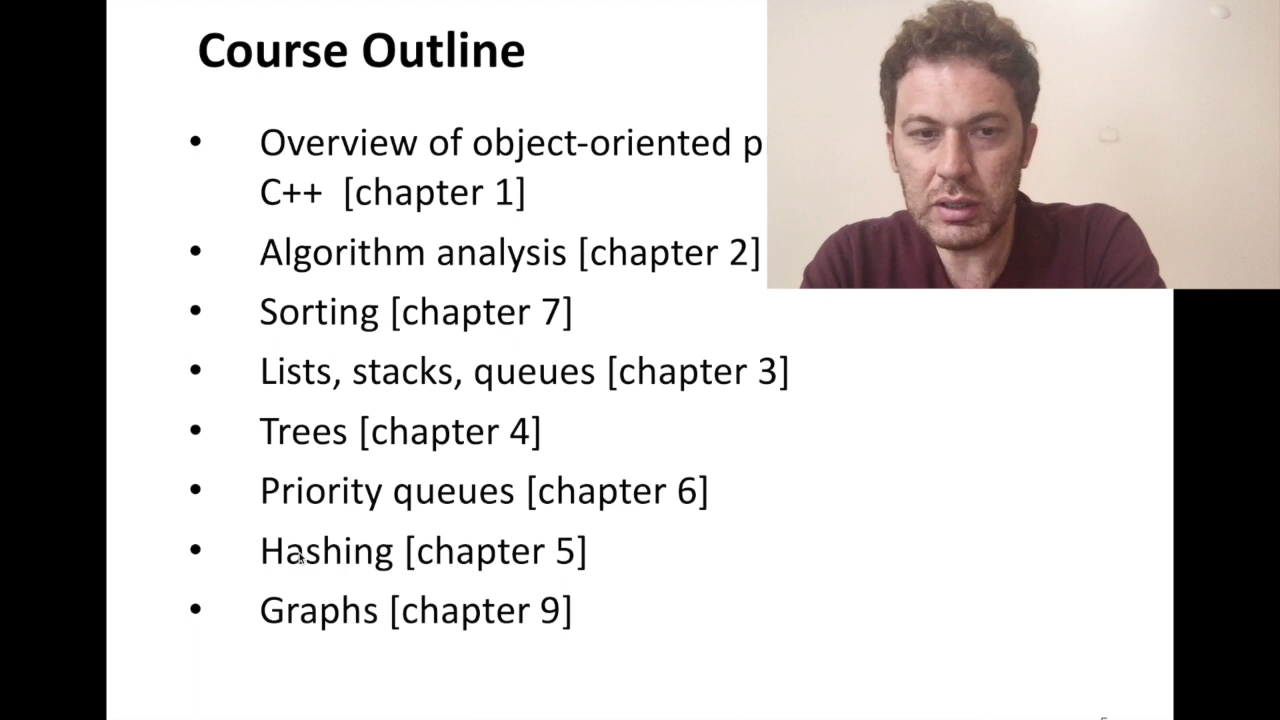 Course Outline
• Overview of object-oriented p
C++ [chapter 1]
• Algorithm analysis [chapter 2]
• Sorting [chapter 7]
• Lists, stacks, queues [chapter 3]
• Trees [chapter 4]
• Priority queues [chapter 6]
• Hashing [chapter 5]
• Graphs [chapter 9]